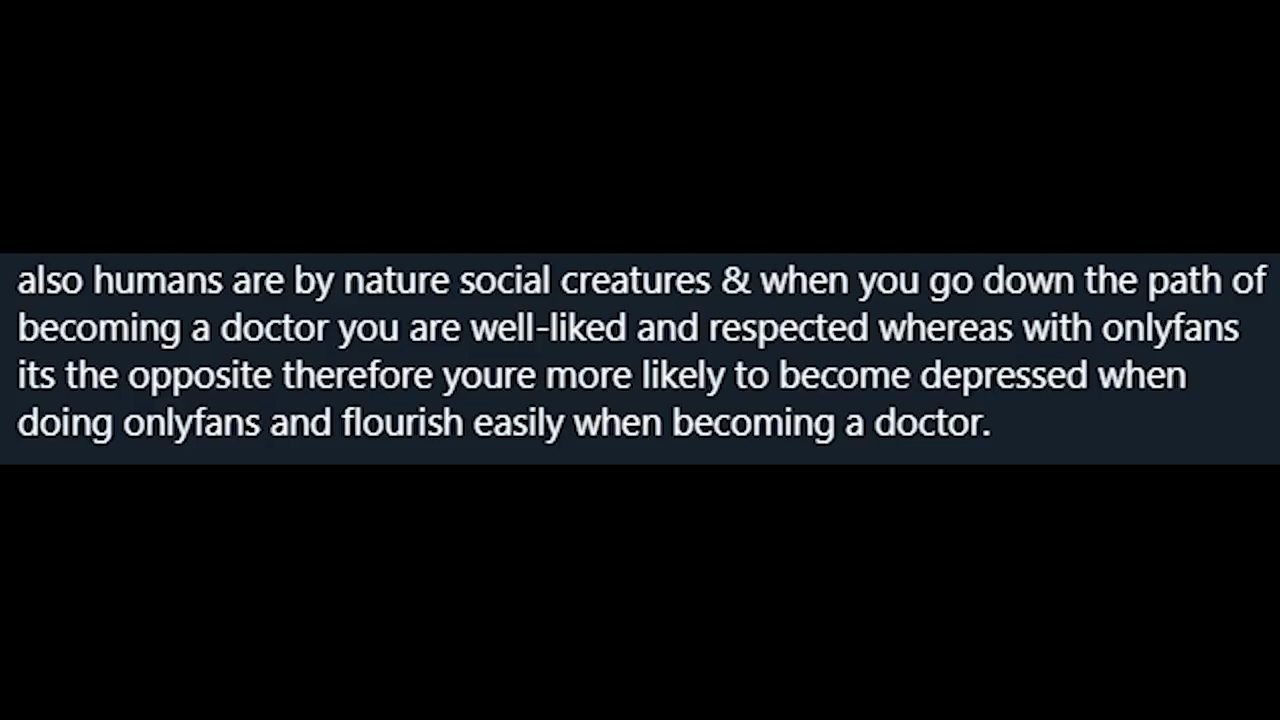 also humans are by nature social creatures & when you go down the path of
becoming a doctor you are well-liked and respected whereas with onlyfans
its the opposite therefore youre more likely to become depressed when
doing onlyfans and flourish easily when becoming a doctor.